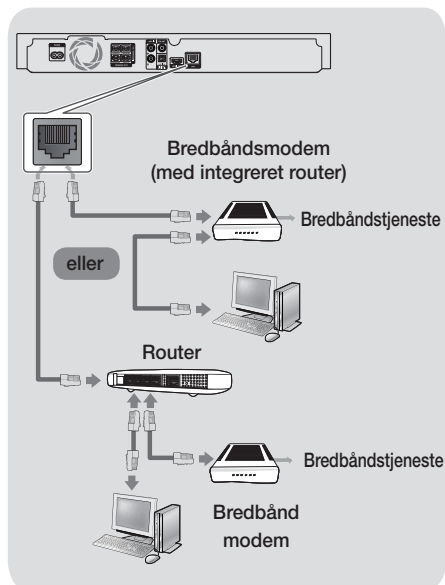 Bredbåndsmodem
(med integreret router)
Bredbåndstjeneste
eller
Router
Bredbåndstjeneste
Bredbånd
modem